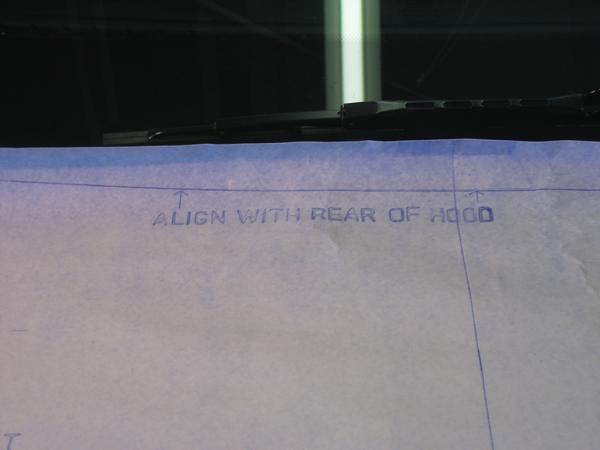 ALIGN WITH REAR OF HOOD
T